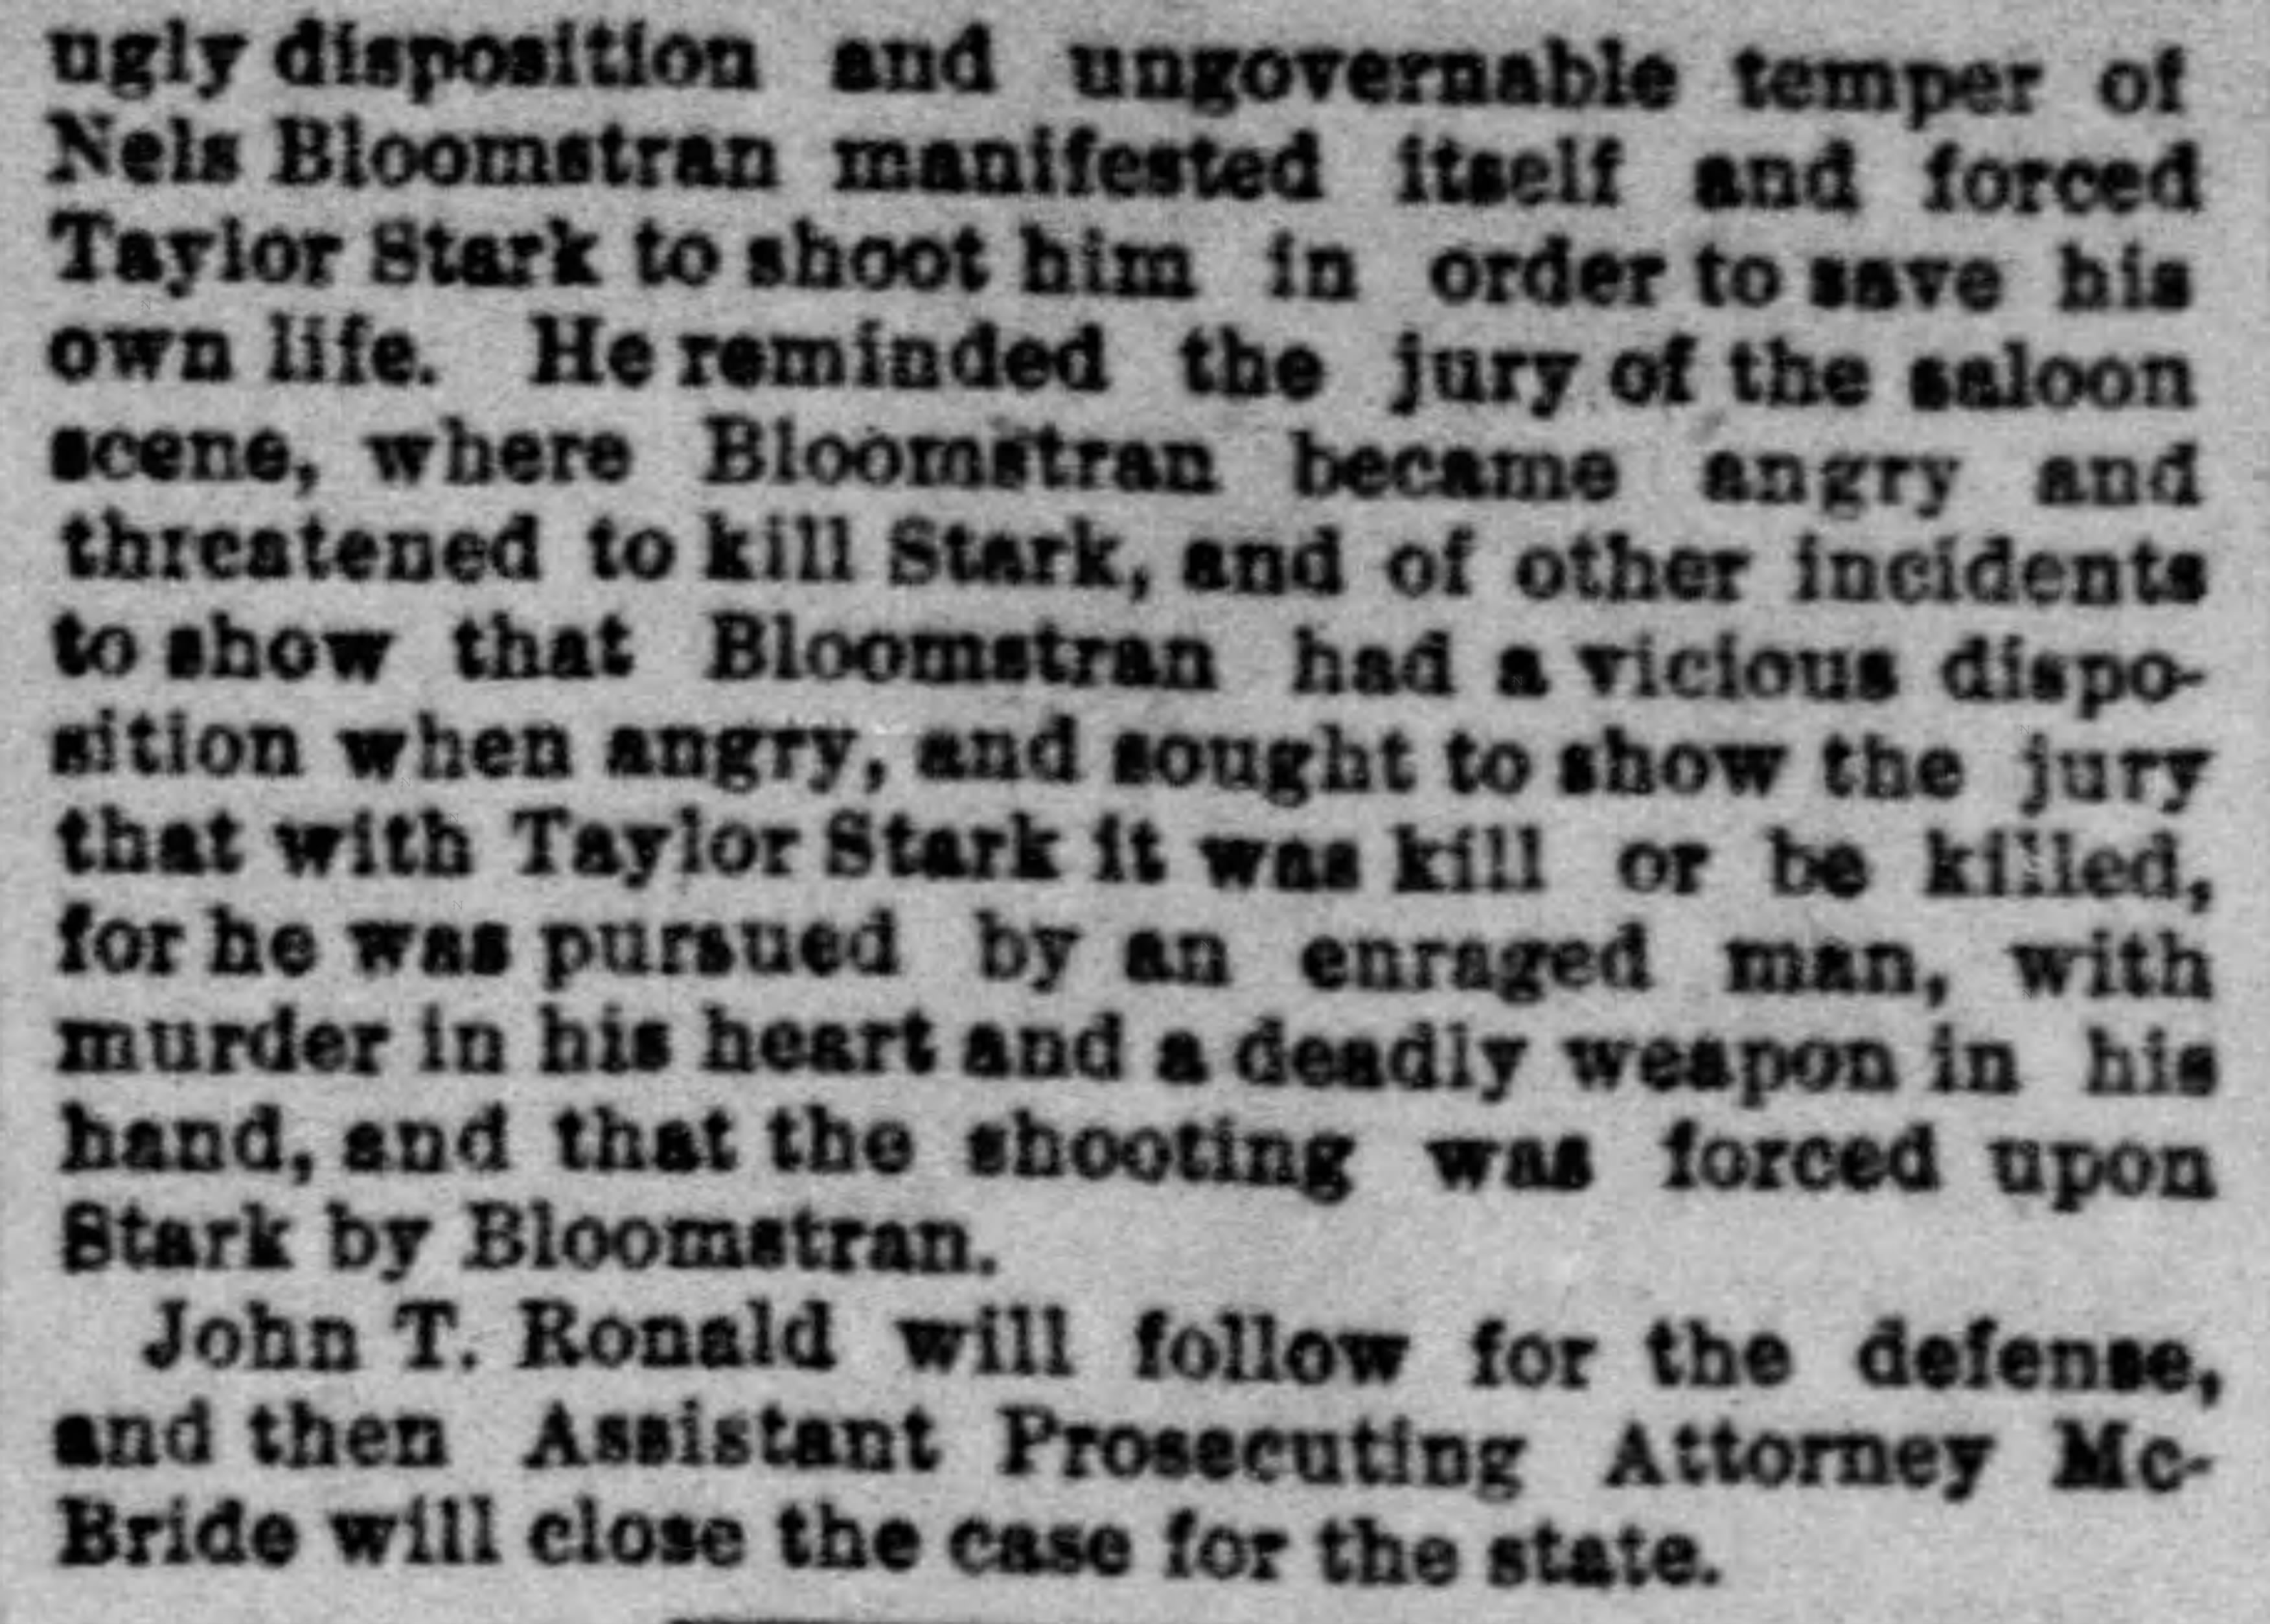 ugly disposition and ungovernable temper of
Nels Bloomstran manifested itself and forced
Taylor Stark to shoot him in order to save his
own life. He reminded the jury of the saloon
scene, where Bloomstran became angry and
threatened to kill Stark, and of other incidents
to show that Bloomstran had a vicious dispo-
sition when angry, and sought to show the jury
that with Taylor Stark it was kill or be killed,
for he was pursued by an enraged man, with
murder in his heart and a deadly weapon in his
hand, and that the shooting was forced upon
Stark by Bloomstran.
John T. Ronald will follow for the defense,
and then Assistant Prosecuting Attorney Mc-
Bride will close the case for the state.